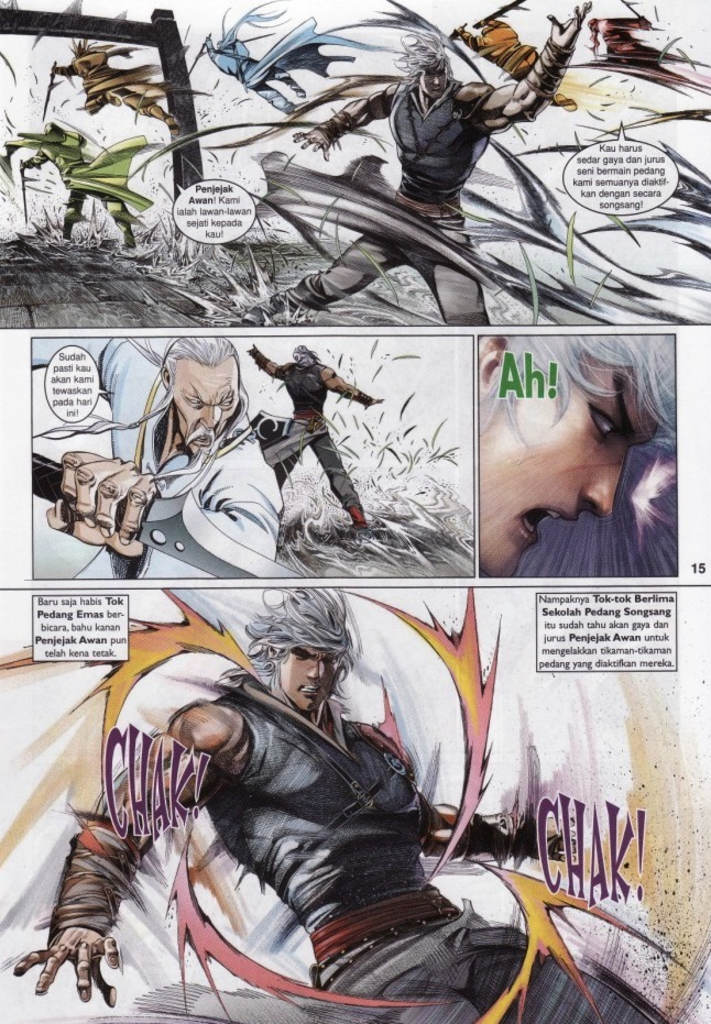 Penjejak
Awan! Kami
ialah lawan-lawan
sejati kepada
kau!
Kau harus
sedar gaya dan jurus
seni bermain pedang
kami semuanya diaktif-
kan dengan secara
songsang!
Sudah
pasti kau
akan kami
tewaskan
pada hari
ini!
Ah!
15
Baru saja habis Tok
Pedang Emas ber-
bicara, bahu kanan
Penjejak Awan pun
telah kena tetak.
Nampaknya Tok-tok Berlima
Sekolah Pedang Songsang
itu sudah tahu akan gaya dan
jurus Penjejak Awan untuk
mengelakkan tikaman-tikaman
pedang yang diaktifkan mereka.
CHAK!
CHAK!